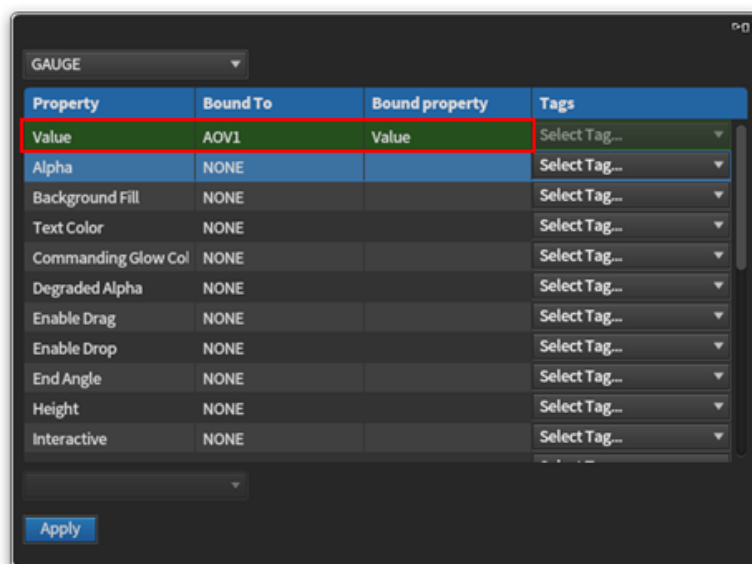 GAUGE
Property Bound To Bound property Tags
Value AOV1 Value Select Tag...
Alpha NONE Select Tag...
Background Fill NONE Select Tag...
Text Color NONE Select Tag...
Commanding Glow Col NONE Select Tag...
Degraded Alpha NONE Select Tag...
Enable Drag NONE Select Tag...
Enable Drop NONE Select Tag...
End Angle NONE Select Tag...
Height NONE Select Tag...
Interactive NONE Select Tag...
Apply